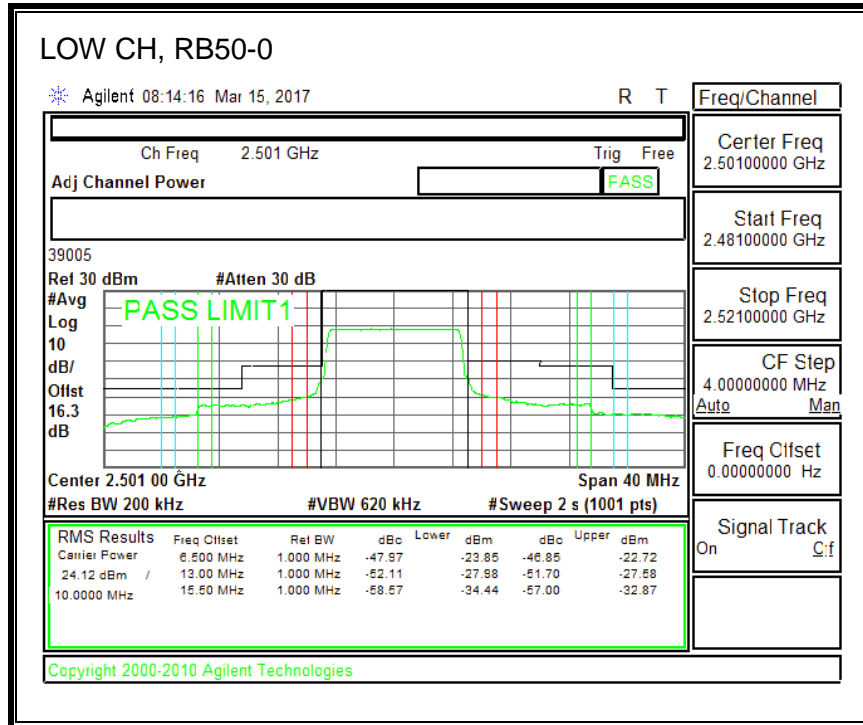 LOW CH, RB50-0
Agilent 08:14:16 Mar 15, 2017 R T
Freq/Channel
Ch Freq 2.501 GHz Trig Free
Adj Channel Power PASS
Center Freq
2.50100000 GHz
Start Freq
2.48100000 GHz
Stop Freq
2.52100000 GHz
CF Step
4.00000000 MHz
Auto Man
Freq Offset
0.00000000 Hz
Signal Track
On Off
39005
Ref 30 dBm #Atten 30 dB
#Avg
Log
10
dB/
Offst
16.3
dB
PASS LIMIT1
Center 2.501 00 GHz Span 40 MHz
#Res BW 200 kHz #VBW 620 kHz #Sweep 2 s (1001 pts)
RMS Results Freq Offset Ref BW dBc Lower dBm dBc Upper dBm
Carrier Power 6.500 MHz 1.000 MHz -47.97 -23.85 -46.85 -22.72
24.12 dBm / 13.00 MHz 1.000 MHz -52.11 -27.98 -51.70 -27.58
10.0000 MHz 15.50 MHz 1.000 MHz -58.57 -34.44 -57.00 -32.87
Copyright 2000-2010 Agilent Technologies